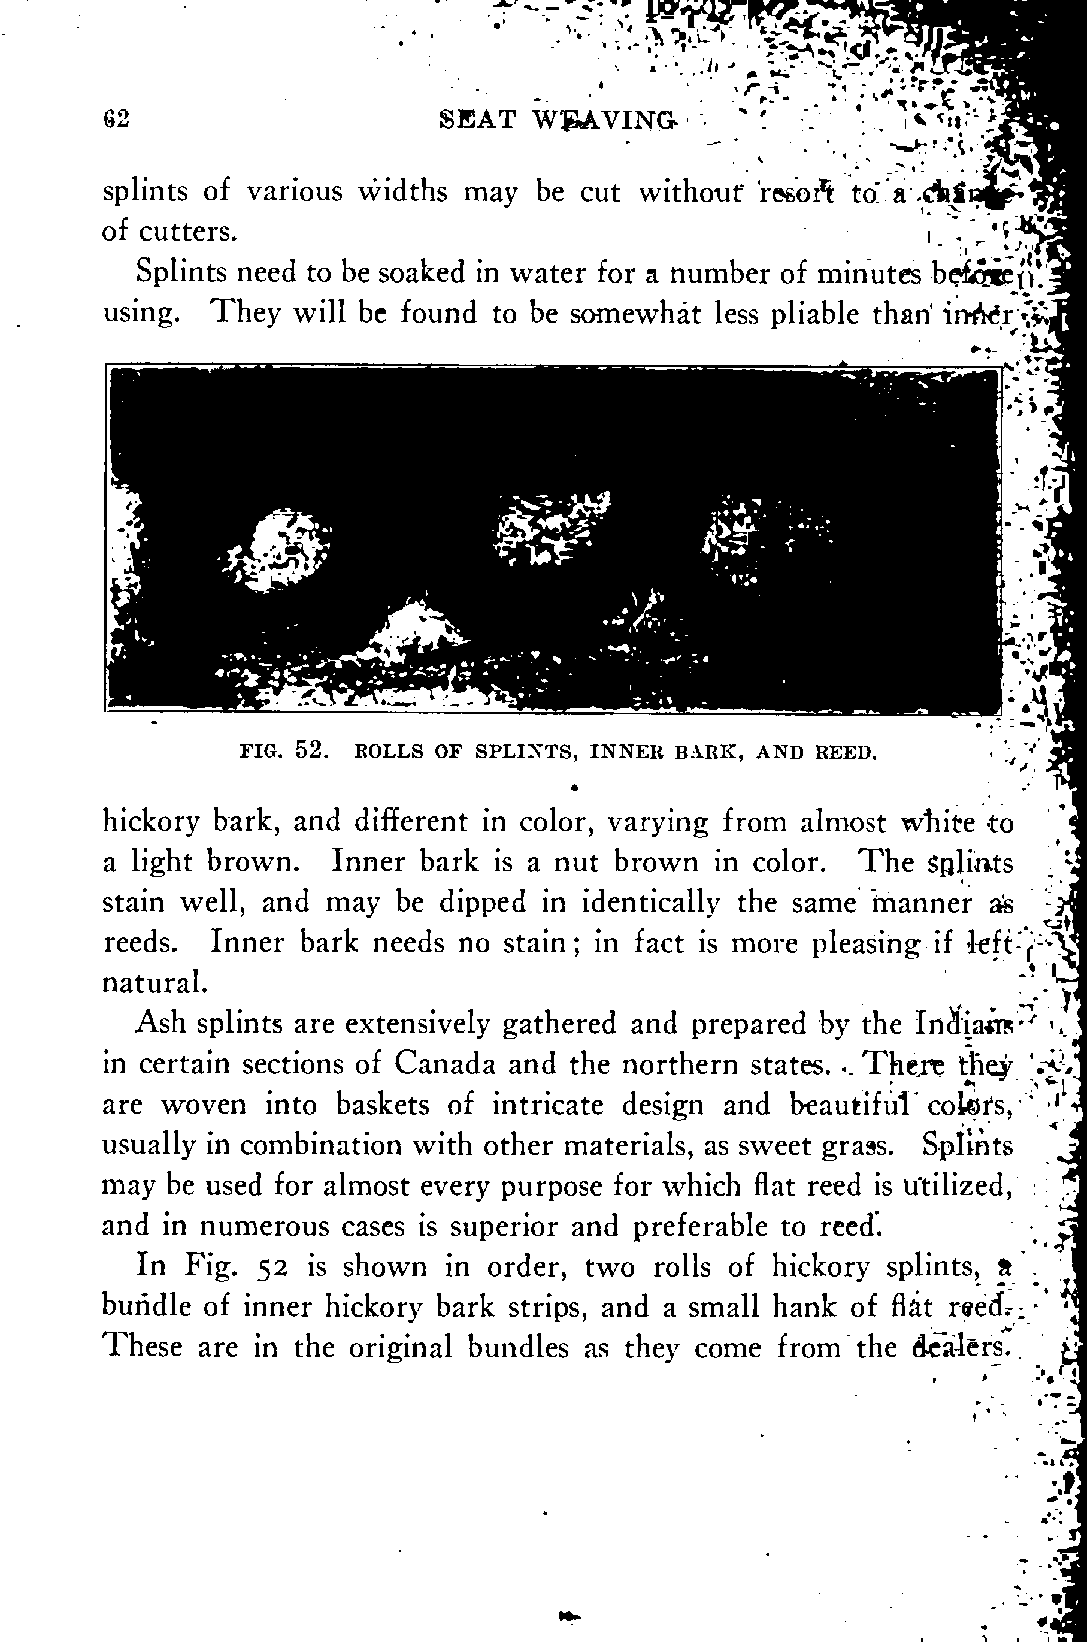 62 SEAT WEAVING
splints of various widths may be cut without resort to a change
of cutters.
Splints need to be soaked in water for a number of minutes before
using. They will be found to be somewhat less pliable than inner
FIG. 52. ROLLS OF SPLINTS, INNER BARK, AND REED.
hickory bark, and different in color, varying from almost white to
a light brown. Inner bark is a nut brown in color. The splints
stain well, and may be dipped in identically the same manner as
reeds. Inner bark needs no stain; in fact is more pleasing if left
natural.
Ash splints are extensively gathered and prepared by the Indians
in certain sections of Canada and the northern states. There they
are woven into baskets of intricate design and beautiful colors,
usually in combination with other materials, as sweet grass. Splints
may be used for almost every purpose for which flat reed is utilized,
and in numerous cases is superior and preferable to reed.
In Fig. 52 is shown in order, two rolls of hickory splints, a
bundle of inner hickory bark strips, and a small hank of flat reed.
These are in the original bundles as they come from the dealers.